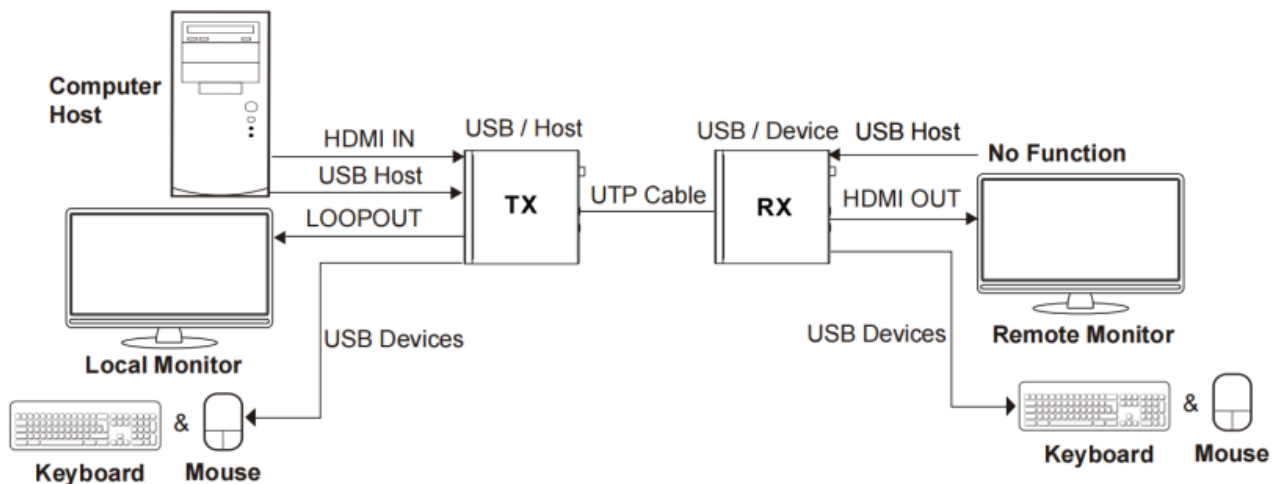 Computer
Host
HDMI IN
USB Host
LOOPOUT
USB / Host
TX
UTP Cable
USB / Device
RX
USB Host
No Function
HDMI OUT
USB Devices
Local Monitor
&
Keyboard
Mouse
USB Devices
Remote Monitor
&
Keyboard
Mouse